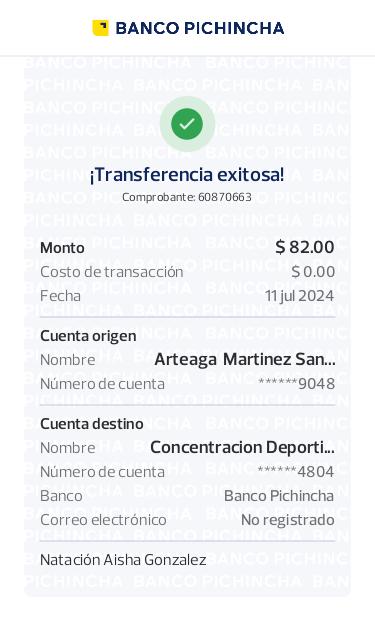 BANCO PICHINCHA
¡Transferencia exitosa!
Comprobante: 60870663
Monto $ 82.00
Costo de transacción $ 0.00
Fecha 11 jul 2024
Cuenta origen
Nombre Arteaga Martinez San...
Número de cuenta ******9048
Cuenta destino
Nombre Concentracion Deporti...
Número de cuenta ******4804
Banco Banco Pichincha
Correo electrónico No registrado
Natación Aisha Gonzalez